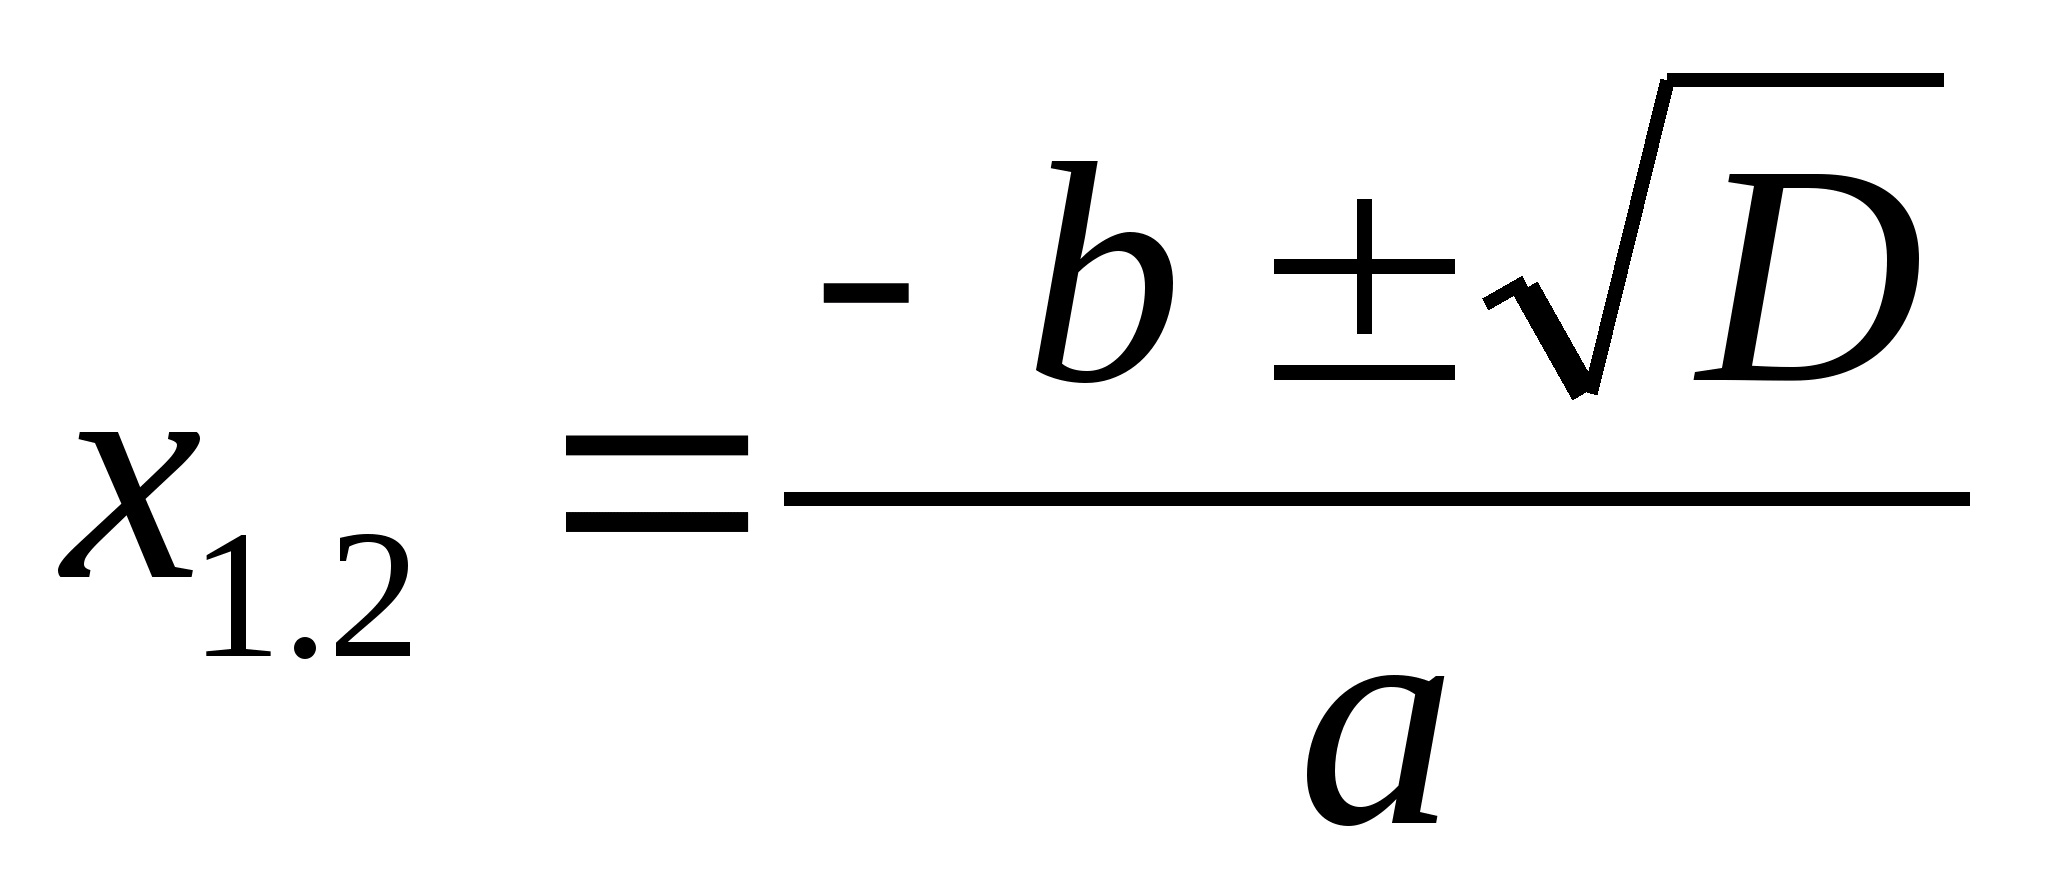 x₁.₂ = (- b ± √D) / a